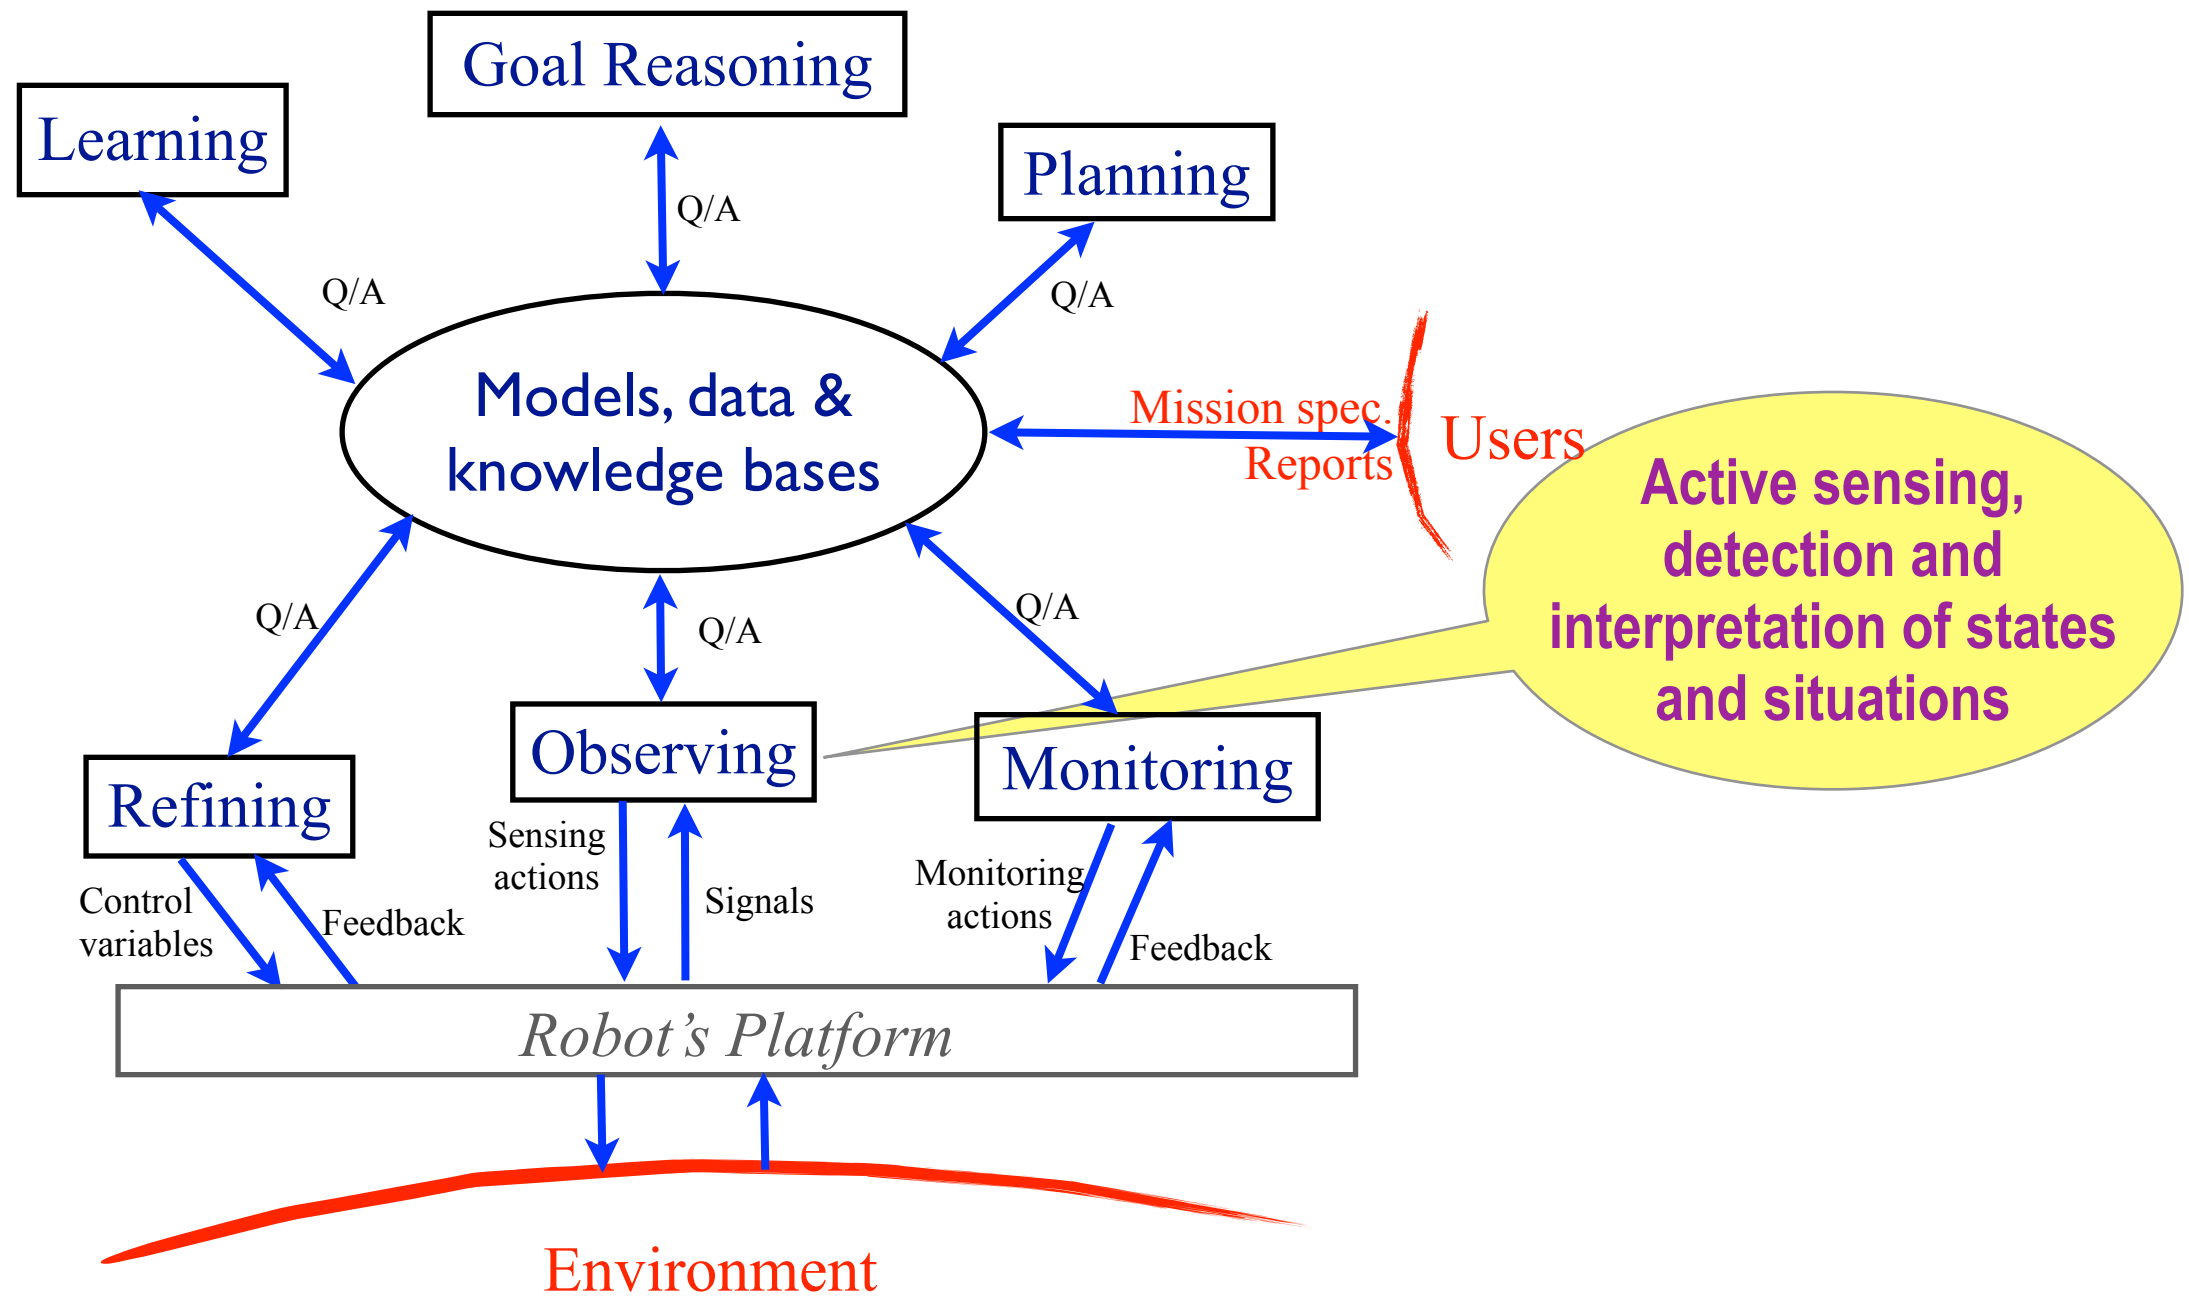 Goal Reasoning
Learning
Planning
Q/A
Q/A
Q/A
Models, data &
knowledge bases
Mission spec.
Reports
Users
Active sensing,
detection and
interpretation of states
and situations
Q/A
Q/A
Q/A
Refining
Observing
Monitoring
Control
variables
Feedback
Sensing
actions
Signals
Monitoring
actions
Feedback
Robot’s Platform
Environment